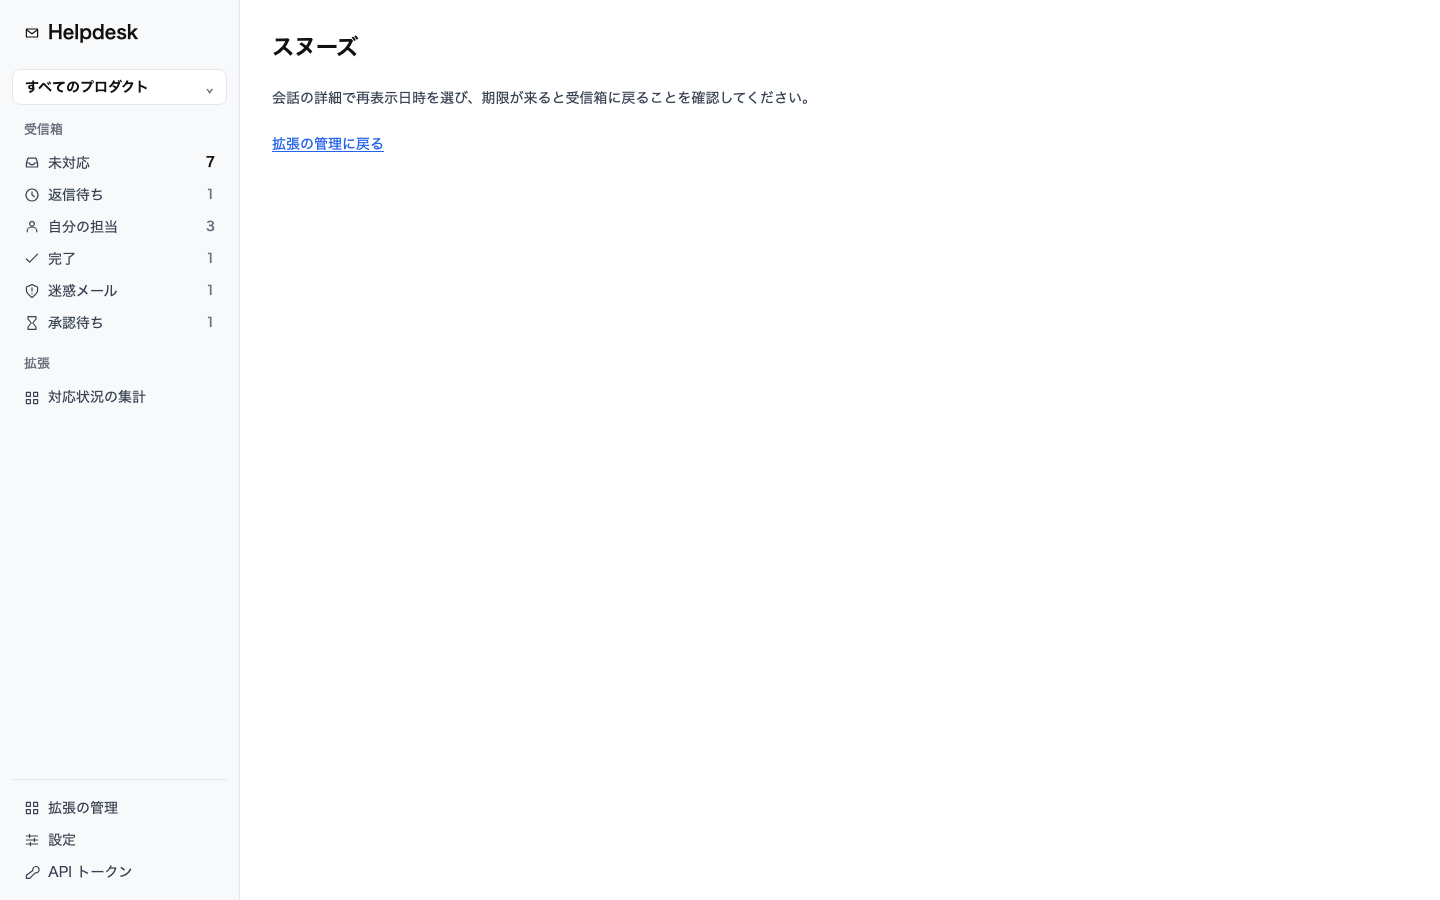 Helpdesk
すべてのプロダクト
受信箱
未対応 7
返信待ち 1
自分の担当 3
完了 1
迷惑メール 1
承認待ち 1
拡張
対応状況の集計
拡張の管理
設定
API トークン
スヌーズ
会話の詳細で再表示日時を選び、期限が来ると受信箱に戻ることを確認してください。
拡張の管理に戻る